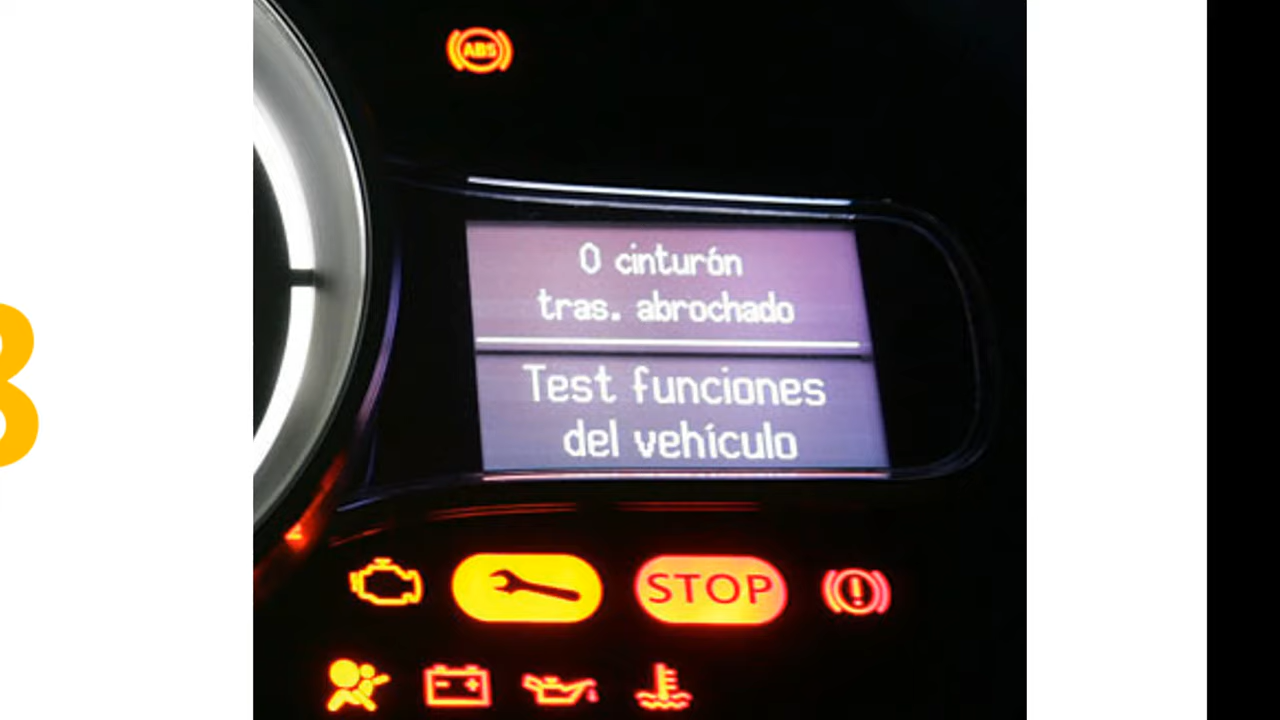 ABS
0 cinturón
tras. abrochado
Test funciones
del vehículo
STOP